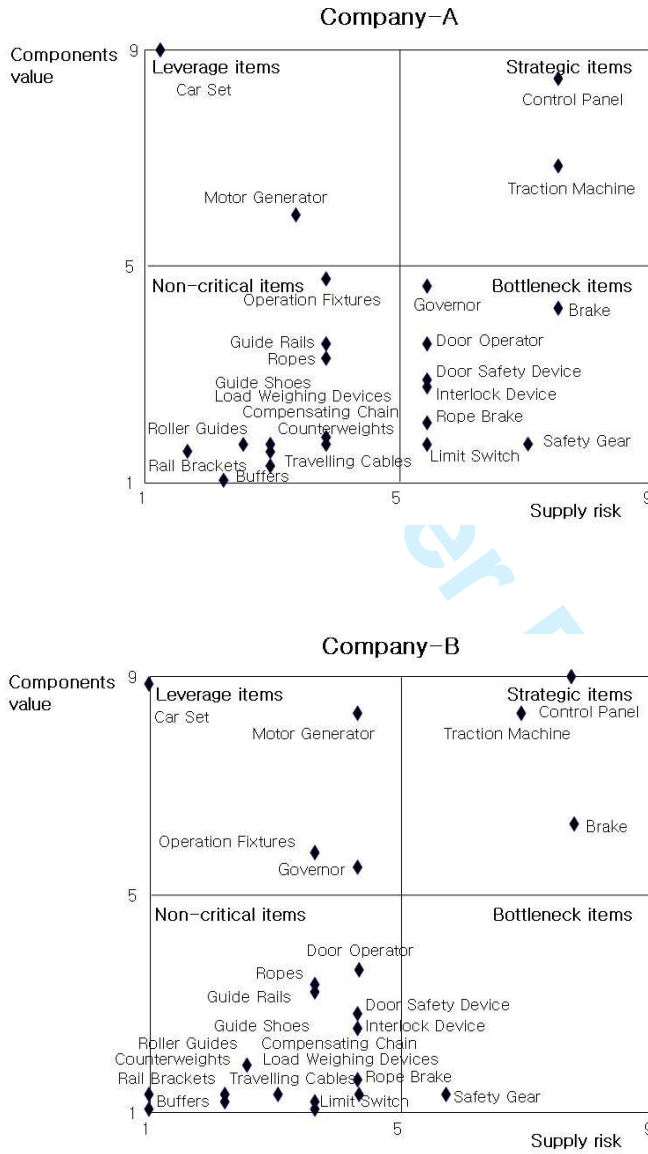 Company-A
Components
value
9
Leverage items
Strategic items
Car Set
Control Panel
Traction Machine
Motor Generator
5
Non-critical items
Bottleneck items
Operation Fixtures
Governor
Brake
Guide Rails
Door Operator
Ropes
Door Safety Device
Guide Shoes
Interlock Device
Load Weighing Devices
Compensating Chain
Rope Brake
Roller Guides
Counterweights
Safety Gear
Limit Switch
Rail Brackets
Travelling Cables
Buffers
1
1
5
9
Supply risk
er
Company-B
Components
value
9
Leverage items
Strategic items
Car Set
Control Panel
Motor Generator
Traction Machine
Brake
Operation Fixtures
Governor
5
Non-critical items
Bottleneck items
Door Operator
Ropes
Guide Rails
Door Safety Device
Guide Shoes
Interlock Device
Roller Guides
Compensating Chain
Counterweights
Load Weighing Devices
Rail Brackets
Travelling Cables
Rope Brake
Buffers
Limit Switch
Safety Gear
1
1
5
9
Supply risk